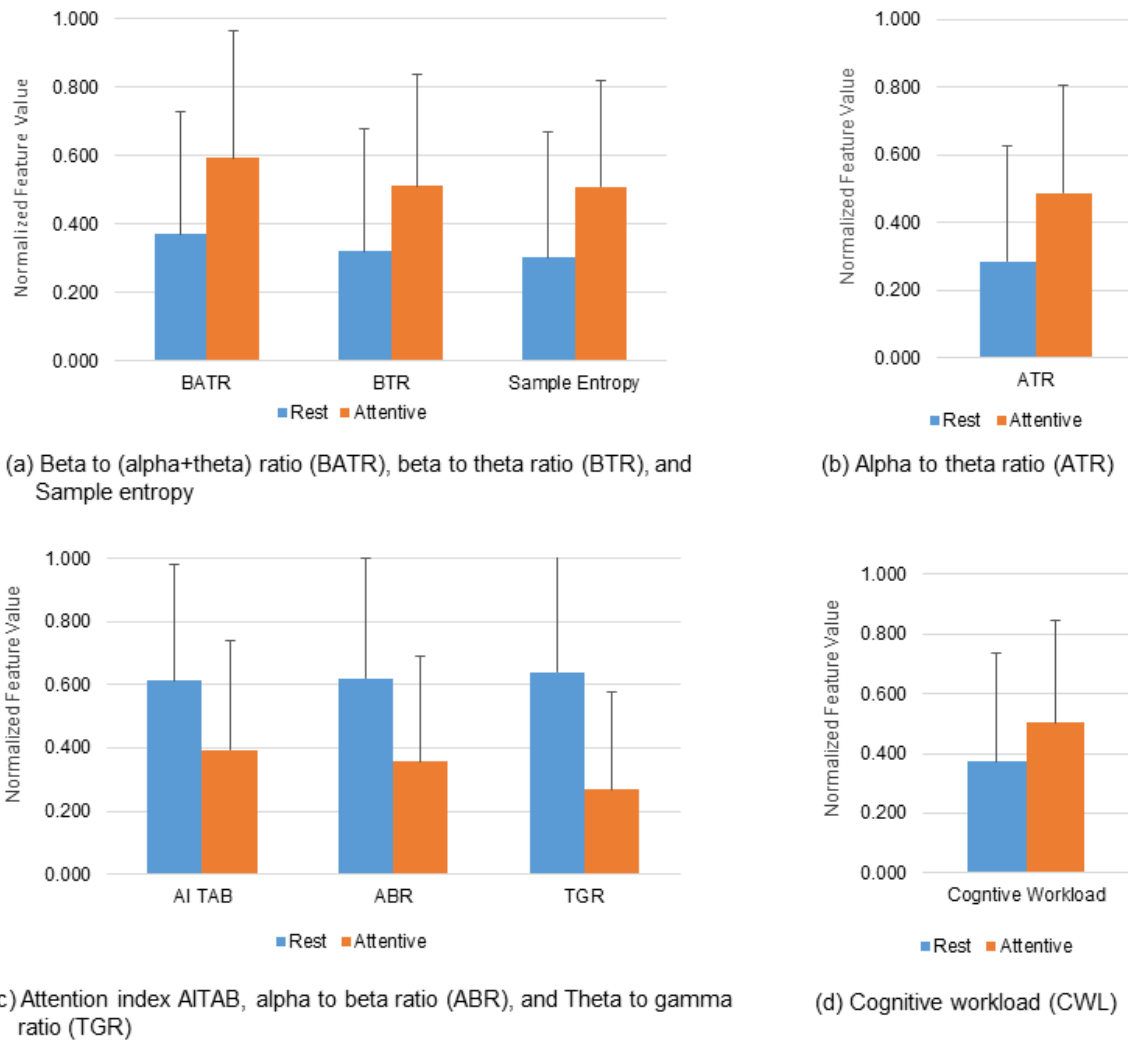 1.000
0.800
0.600
0.400
0.200
0.000
Normalized Feature Value
BATR BTR Sample Entropy
Rest Attentive
(a) Beta to (alpha+theta) ratio (BATR), beta to theta ratio (BTR), and
Sample entropy
1.000
0.800
0.600
0.400
0.200
0.000
Normalized Feature Value
ATR
Rest Attentive
(b) Alpha to theta ratio (ATR)
1.000
0.800
0.600
0.400
0.200
0.000
Normalized Feature Value
AI TAB ABR TGR
Rest Attentive
c) Attention index AITAB, alpha to beta ratio (ABR), and Theta to gamma
ratio (TGR)
1.000
0.800
0.600
0.400
0.200
0.000
Normalized Feature Value
Cogntive Workload
Rest Attentive
(d) Cognitive workload (CWL)